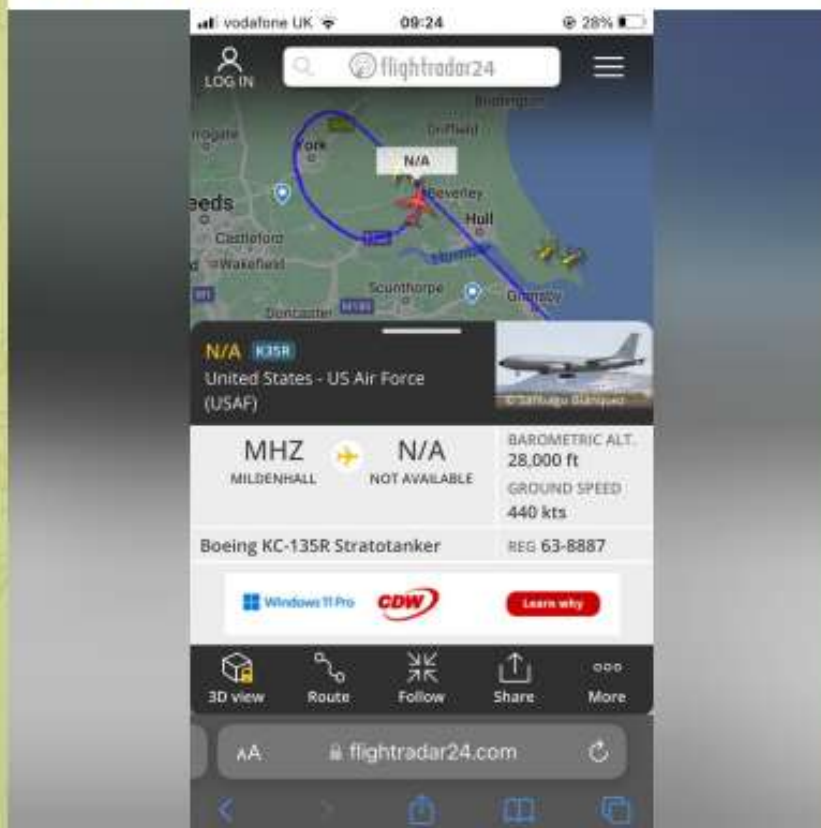 vodafone UK
09:24
28%
LOG IN
flightradar24
Driffield
York
N/A
Beverley
eeds
Hull
Castleford
Wakefield
Scunthorpe
Grimsby
Doncaster
N/A K35R
United States - US Air Force
(USAF)
MHZ
MILDENHALL
N/A
NOT AVAILABLE
BAROMETRIC ALT.
28,000 ft
GROUND SPEED
440 kts
Boeing KC-135R Stratotanker
REG 63-8887
Windows 11 Pro
CDW
Learn why
3D view
Route
Follow
Share
More
AA
flightradar24.com